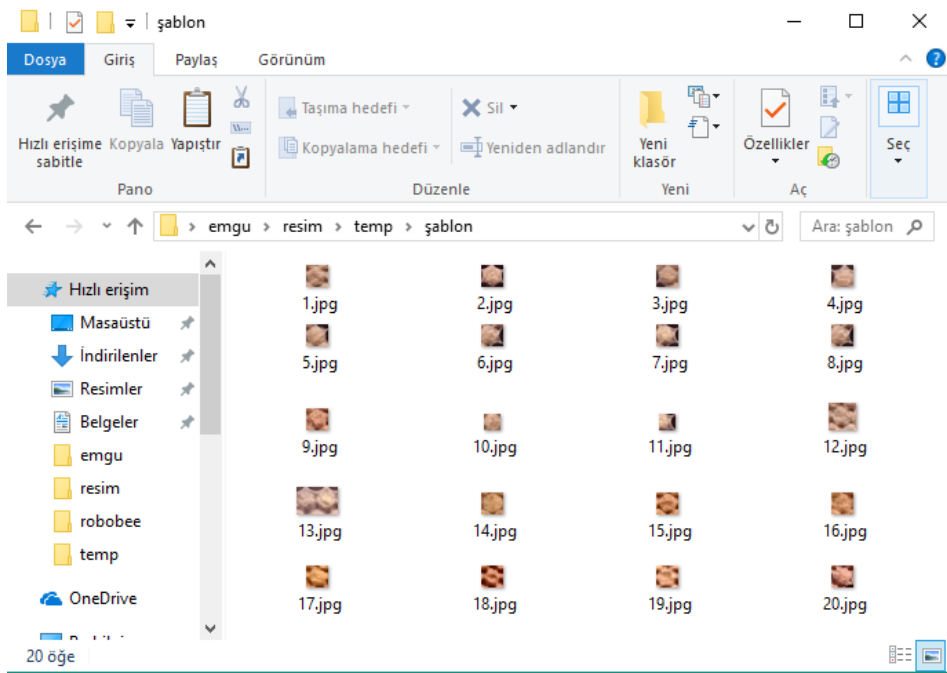 şablon
Dosya Giriş Paylaş Görünüm
Hızlı erişime sabitle
Kopyala
Yapıştır
Pano
Taşıma hedefi
Kopyalama hedefi
Sil
Yeniden adlandır
Düzenle
Yeni klasör
Yeni
Özellikler
Aç
Seç
emgu > resim > temp > şablon
Ara: şablon
Hızlı erişim
Masaüstü
İndirilenler
Resimler
Belgeler
emgu
resim
robobee
temp
OneDrive
1.jpg 2.jpg 3.jpg 4.jpg
5.jpg 6.jpg 7.jpg 8.jpg
9.jpg 10.jpg 11.jpg 12.jpg
13.jpg 14.jpg 15.jpg 16.jpg
17.jpg 18.jpg 19.jpg 20.jpg
20 öğe